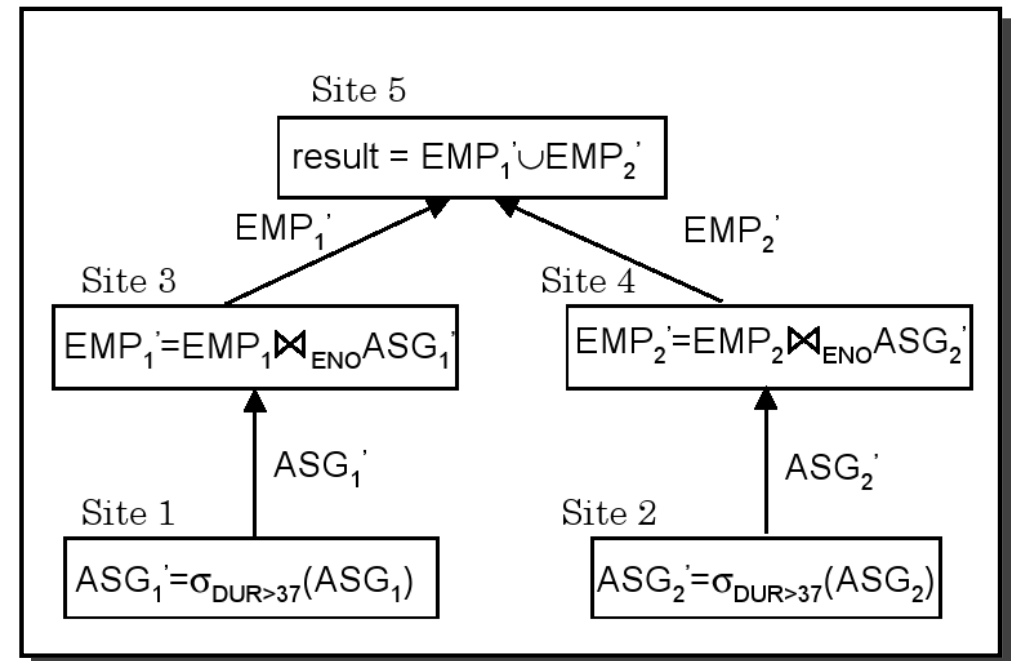 Site 5
result = EMP₁'∪EMP₂'
EMP₁'
EMP₂'
Site 3
Site 4
EMP₁'=EMP₁⋈ENOASG₁'
EMP₂'=EMP₂⋈ENOASG₂'
ASG₁'
ASG₂'
Site 1
Site 2
ASG₁'=σDUR>37(ASG₁)
ASG₂'=σDUR>37(ASG₂)